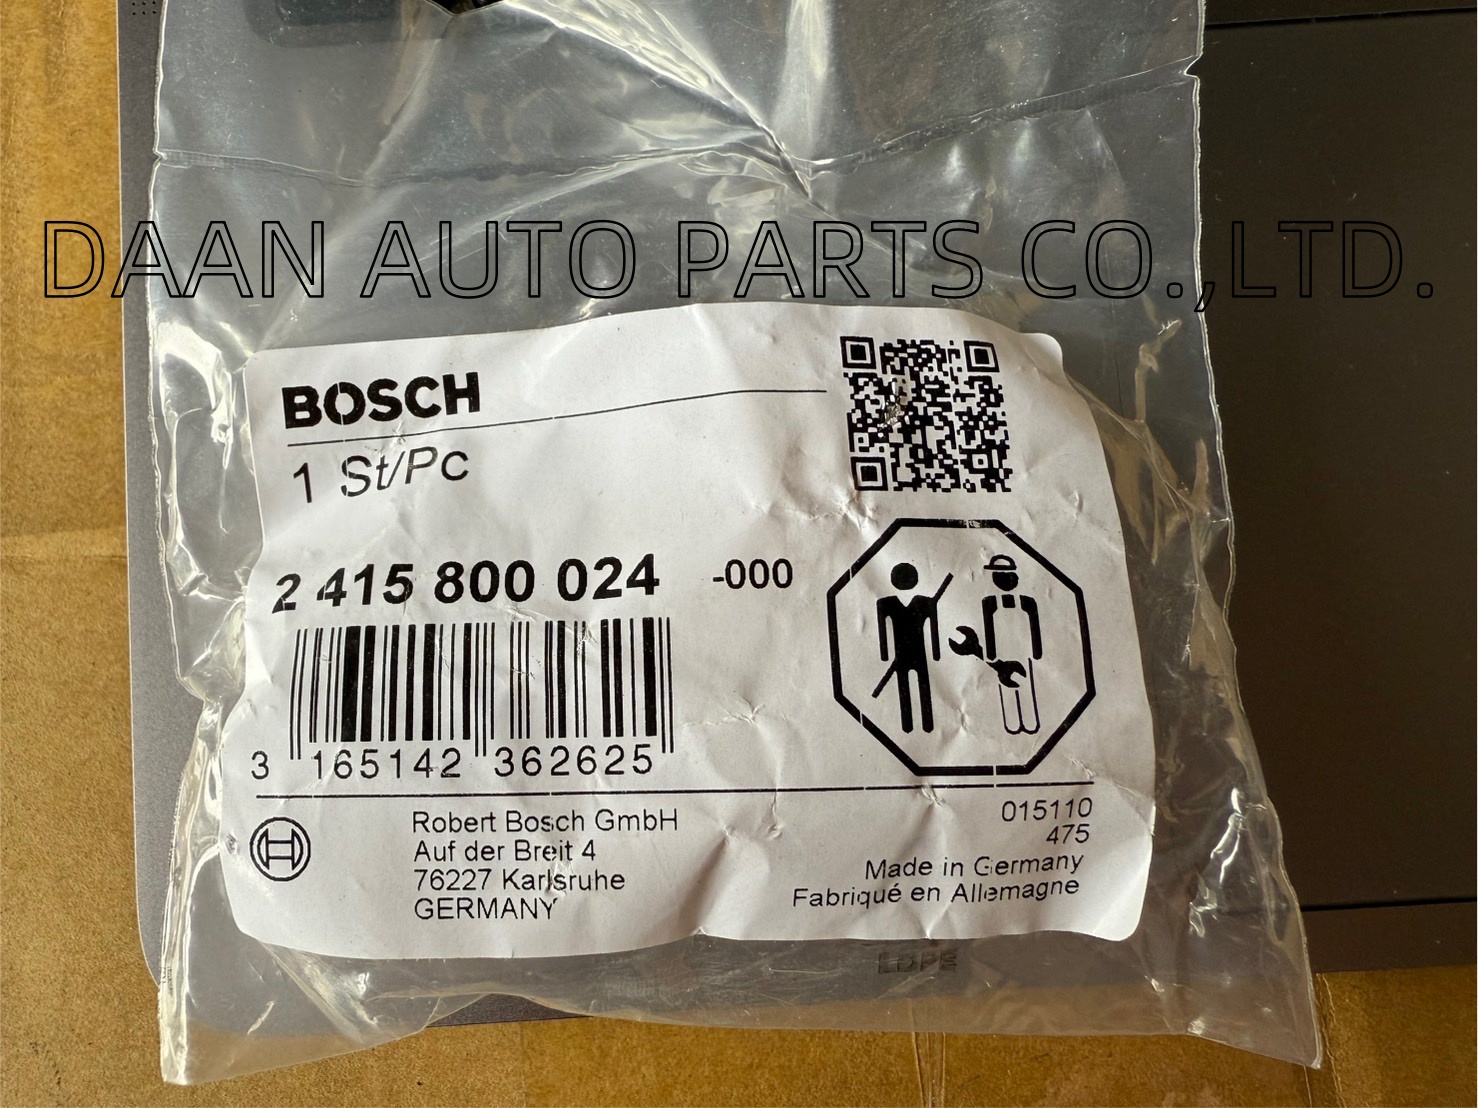 DAAN AUTO PARTS CO.,LTD.
BOSCH
1 St/Pc
2 415 800 024 -000
3 165142 362625
Robert Bosch GmbH
Auf der Breit 4
76227 Karlsruhe
GERMANY
015110
475
Made in Germany
Fabriqué en Allemagne
LDPE